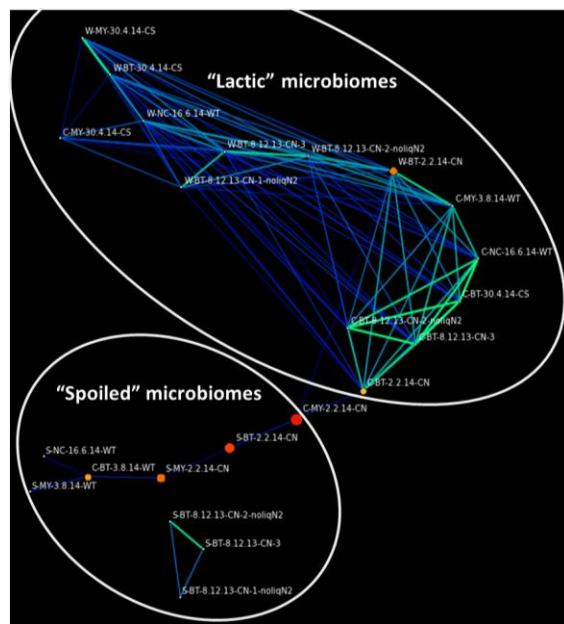 W-MY-30.4.14-CS
W-BT-30.4.14-CS
"Lactic" microbiomes
W-NC-16.6.14-WT
C-MY-30.4.14-CS
W-BT-8.12.13-CN-3
W-BT-8.12.13-CN-2-noliqN2
W-BT-2.2.14-CN
W-BT-8.12.13-CN-1-noliqN2
C-MY-3.8.14-WT
C-NC-16.6.14-WT
C-BT-30.4.14-CS
C-BT-8.12.13-CN-2-noliqN2
C-BT-8.12.13-CN-3
C-BT-2.2.14-CN
"Spoiled" microbiomes
C-MY-2.2.14-CN
S-BT-2.2.14-CN
S-NC-16.6.14-WT
C-BT-3.8.14-WT
S-MY-2.2.14-CN
S-MY-3.8.14-WT
S-BT-8.12.13-CN-2-noliqN2
S-BT-8.12.13-CN-3
S-BT-8.12.13-CN-1-noliqN2